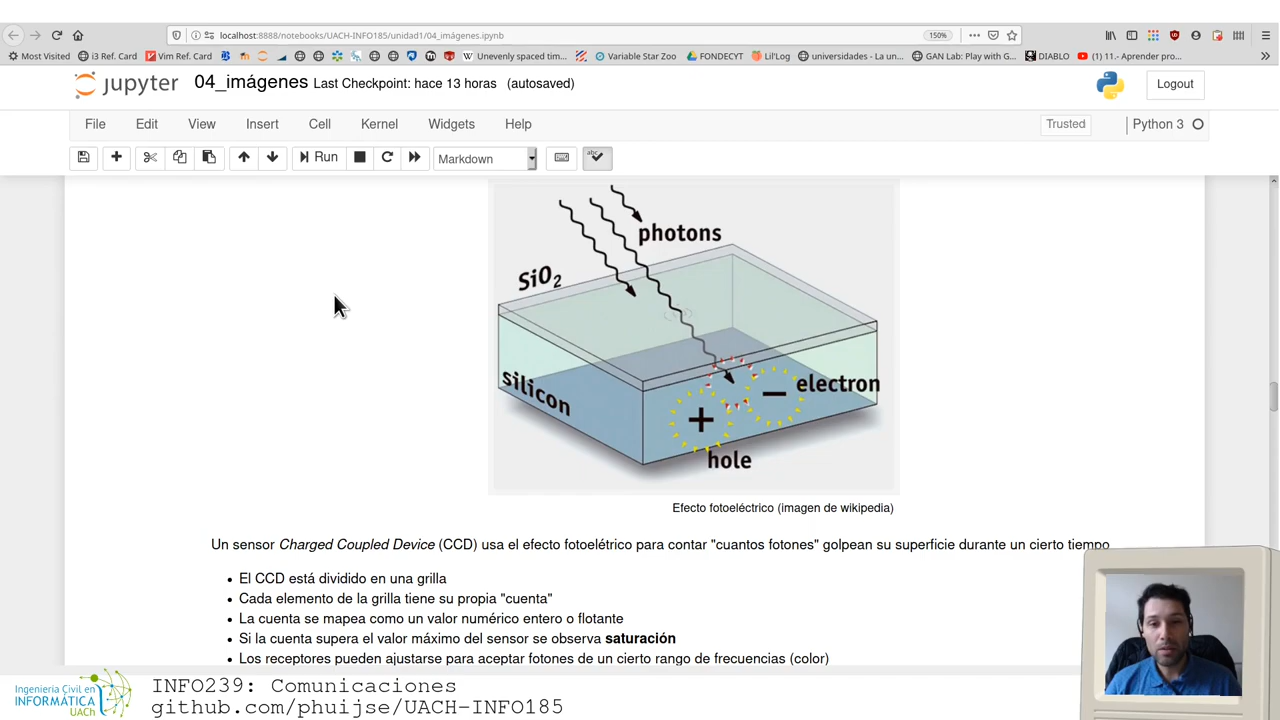 localhost:8888/notebooks/UACH-INFO185/unidad1/04_imágenes.ipynb
150%
Most Visited i3 Ref. Card Vim Ref. Card Unevenly spaced tim... Variable Star Zoo FONDECYT Lil'Log universidades - La un... GAN Lab: Play with G... DIABLO (1) 11.- Aprender pro...
jupyter 04_imágenes Last Checkpoint: hace 13 horas (autosaved) Logout
File Edit View Insert Cell Kernel Widgets Help Trusted Python 3
Run Markdown
photons
SiO2
silicon
electron
+ −
hole
Efecto fotoeléctrico (imagen de wikipedia)
Un sensor Charged Coupled Device (CCD) usa el efecto fotoelétrico para contar "cuantos fotones" golpean su superficie durante un cierto tiempo
• El CCD está dividido en una grilla
• Cada elemento de la grilla tiene su propia "cuenta"
• La cuenta se mapea como un valor numérico entero o flotante
• Si la cuenta supera el valor máximo del sensor se observa saturación
• Los receptores pueden ajustarse para aceptar fotones de un cierto rango de frecuencias (color)
Ingeniería Civil en
INFORMÁTICA
UACh
INFO239: Comunicaciones
github.com/phuijse/UACH-INFO185